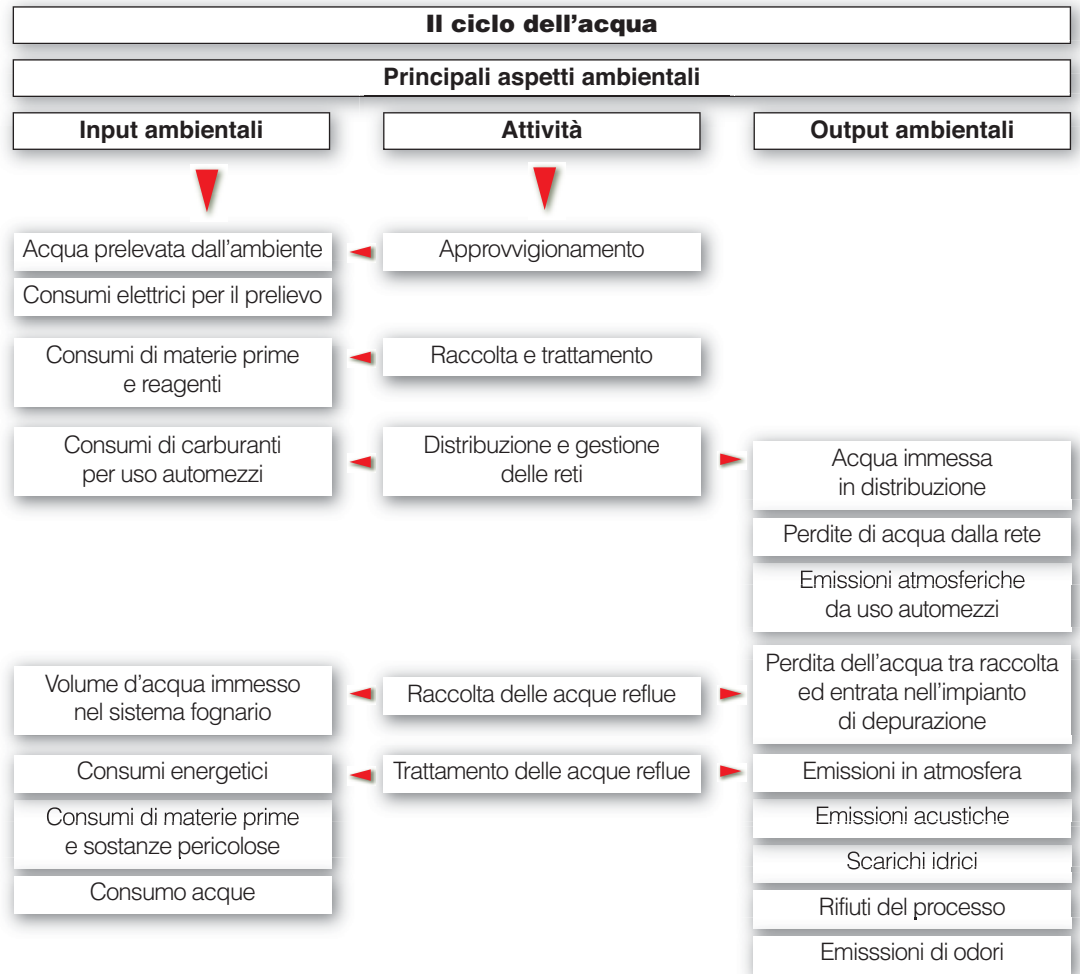 Il ciclo dell'acqua
Principali aspetti ambientali
Input ambientali
Attività
Output ambientali
Acqua prelevata dall'ambiente
Approvvigionamento
Consumi elettrici per il prelievo
Consumi di materie prime
e reagenti
Raccolta e trattamento
Consumi di carburanti
per uso automezzi
Distribuzione e gestione
delle reti
Acqua immessa
in distribuzione
Perdite di acqua dalla rete
Emissioni atmosferiche
da uso automezzi
Volume d'acqua immesso
nel sistema fognario
Raccolta delle acque reflue
Perdita dell'acqua tra raccolta
ed entrata nell'impianto
di depurazione
Consumi energetici
Trattamento delle acque reflue
Emissioni in atmosfera
Consumi di materie prime
e sostanze pericolose
Emissioni acustiche
Scarichi idrici
Consumo acque
Rifiuti del processo
Emisssioni di odori